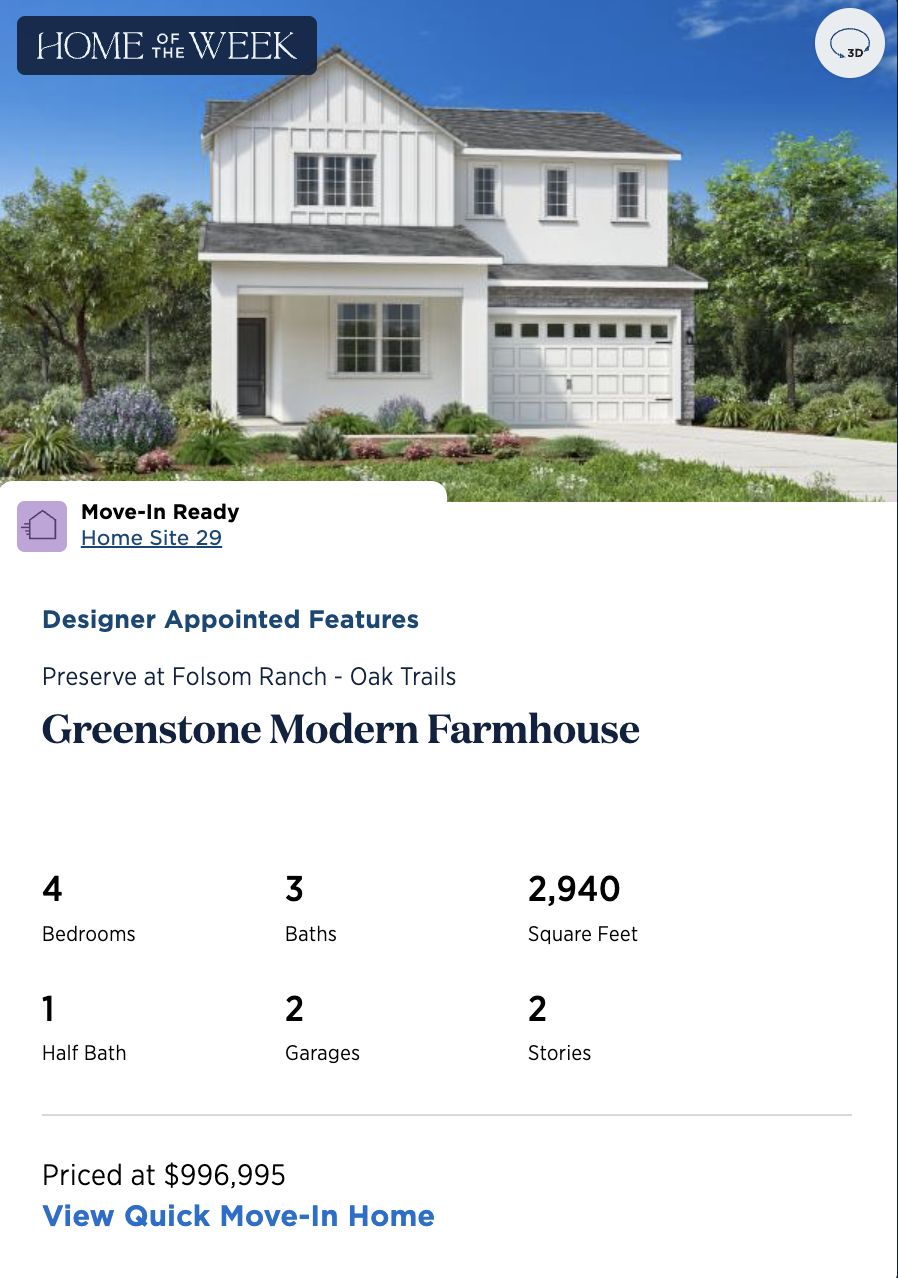 HOME OF THE WEEK
3D
Move-In Ready
Home Site 29
Designer Appointed Features
Preserve at Folsom Ranch - Oak Trails
Greenstone Modern Farmhouse
4 3 2,940
Bedrooms Baths Square Feet
1 2 2
Half Bath Garages Stories
Priced at $996,995
View Quick Move-In Home